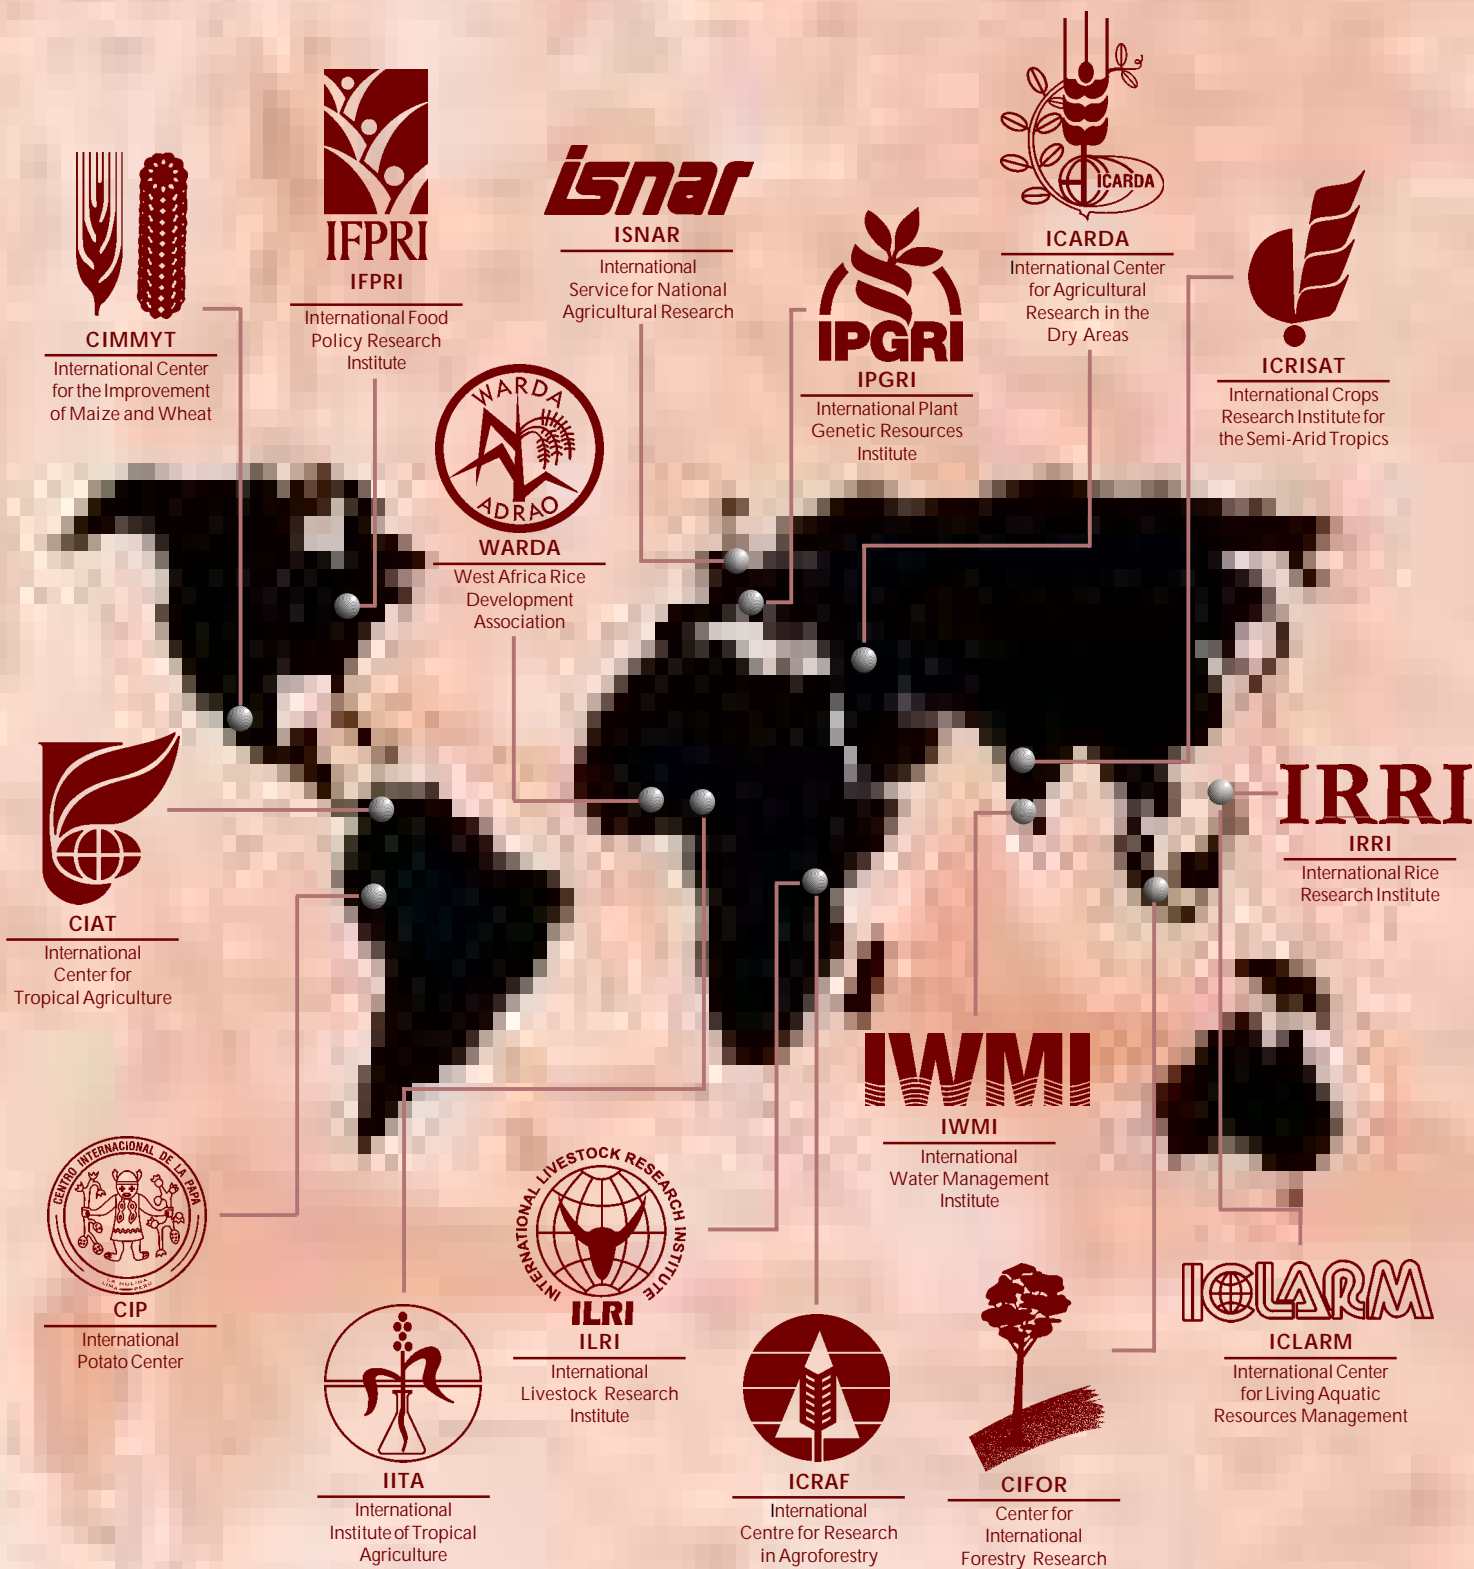 IFPRI
IFPRI
International Food
Policy Research
Institute
isnar
ISNAR
International
Service for National
Agricultural Research
ICARDA
ICARDA
International Center
for Agricultural
Research in the
Dry Areas
CIMMYT
International Center
for the Improvement
of Maize and Wheat
IPGRI
IPGRI
International Plant
Genetic Resources
Institute
ICRISAT
International Crops
Research Institute for
the Semi-Arid Tropics
WARDA
ADRAO
WARDA
West Africa Rice
Development
Association
CIAT
International
Center for
Tropical Agriculture
IRRI
IRRI
International Rice
Research Institute
IWMI
IWMI
International
Water Management
Institute
CENTRO INTERNACIONAL DE LA PAPA
LA MOLINA
LIMA PERU
CIP
International
Potato Center
INTERNATIONAL LIVESTOCK RESEARCH INSTITUTE
ILRI
ILRI
International
Livestock Research
Institute
ICLARM
ICLARM
International Center
for Living Aquatic
Resources Management
IITA
International
Institute of Tropical
Agriculture
ICRAF
International
Centre for Research
in Agroforestry
CIFOR
Center for
International
Forestry Research